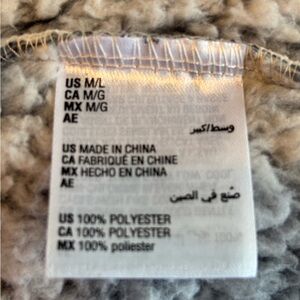 US M/L
CA M/G
MX M/G
AE
وسط/كبير
US MADE IN CHINA
CA FABRIQUÉ EN CHINE
MX HECHO EN CHINA
AE
صُنع في الصين
US 100% POLYESTER
CA 100% POLYESTER
MX 100% poliester